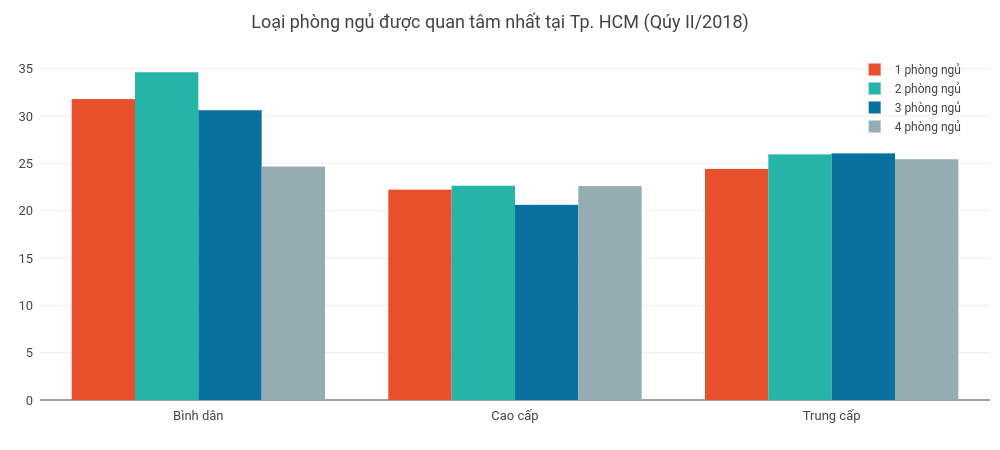 Loại phòng ngủ được quan tâm nhất tại Tp. HCM (Qúy II/2018)
1 phòng ngủ
2 phòng ngủ
3 phòng ngủ
4 phòng ngủ
35
30
25
20
15
10
5
0
Bình dân
Cao cấp
Trung cấp